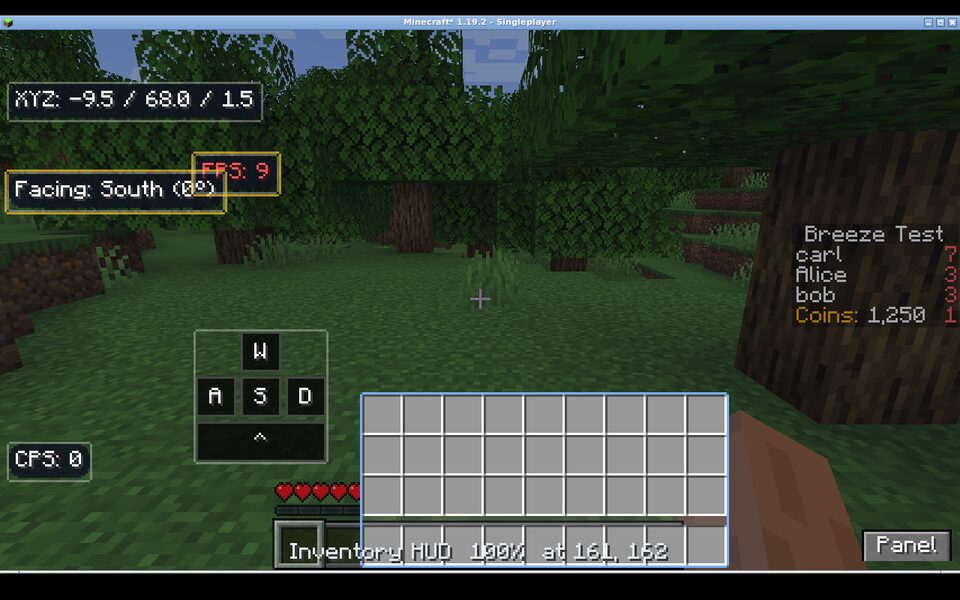 Minecraft* 1.19.2 - Singleplayer
XYZ: -9.5 / 68.0 / 1.5
FPS: 9
Facing: South (0°)
Breeze Test
carl 7
Alice 3
bob 3
Coins: 1,250 1
W
A S D
^
CPS: 0
Inventory HUD 100% at 161, 162
Panel